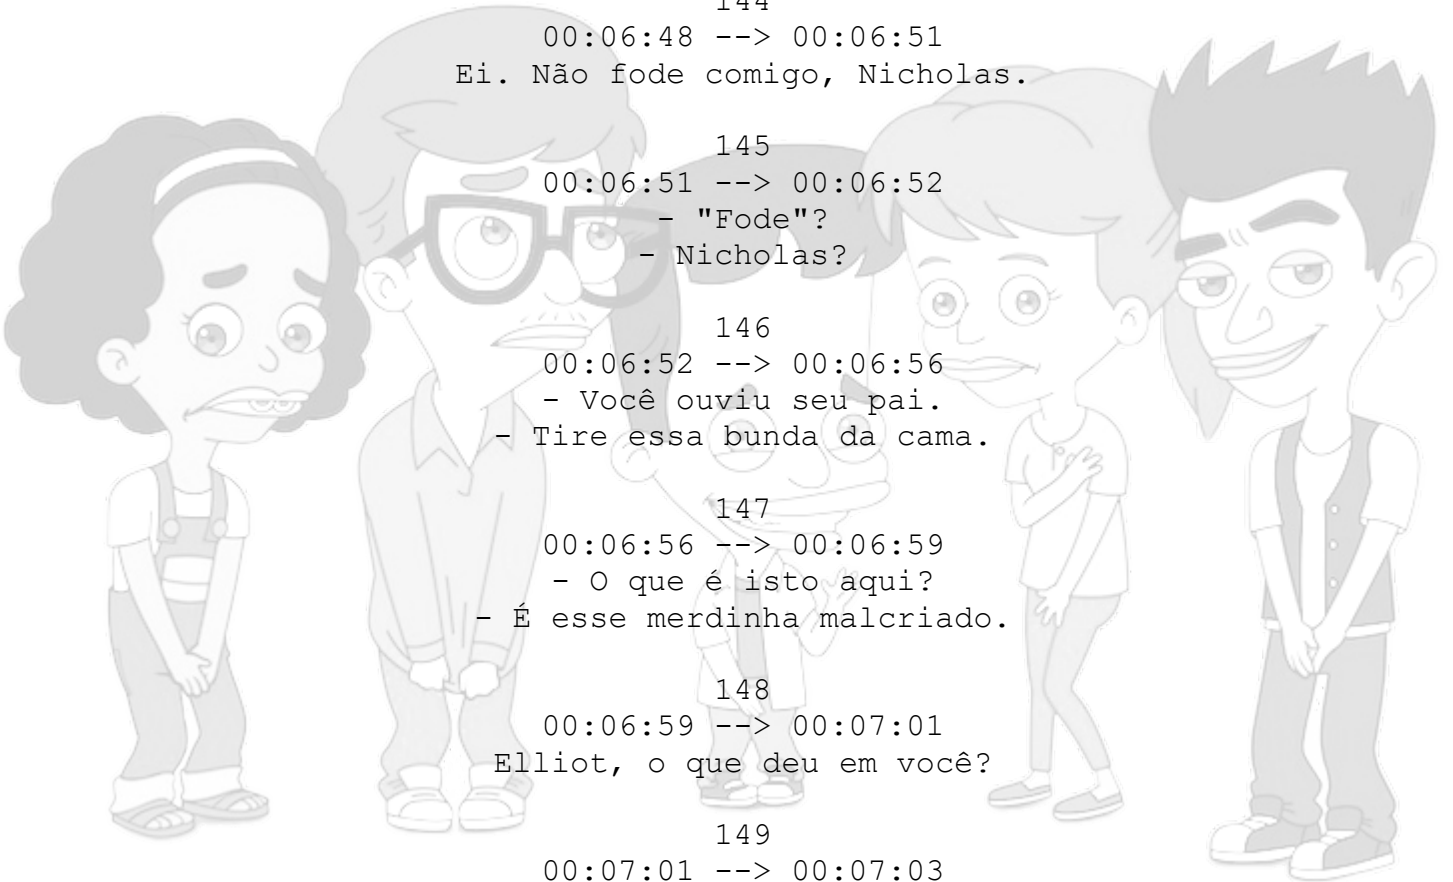 144
00:06:48 --> 00:06:51
Ei. Não fode comigo, Nicholas.
145
00:06:51 --> 00:06:52
- "Fode"?
- Nicholas?
146
00:06:52 --> 00:06:56
- Você ouviu seu pai.
- Tire essa bunda da cama.
147
00:06:56 --> 00:06:59
- O que é isto aqui?
- É esse merdinha malcriado.
148
00:06:59 --> 00:07:01
Elliot, o que deu em você?
149
00:07:01 --> 00:07:03